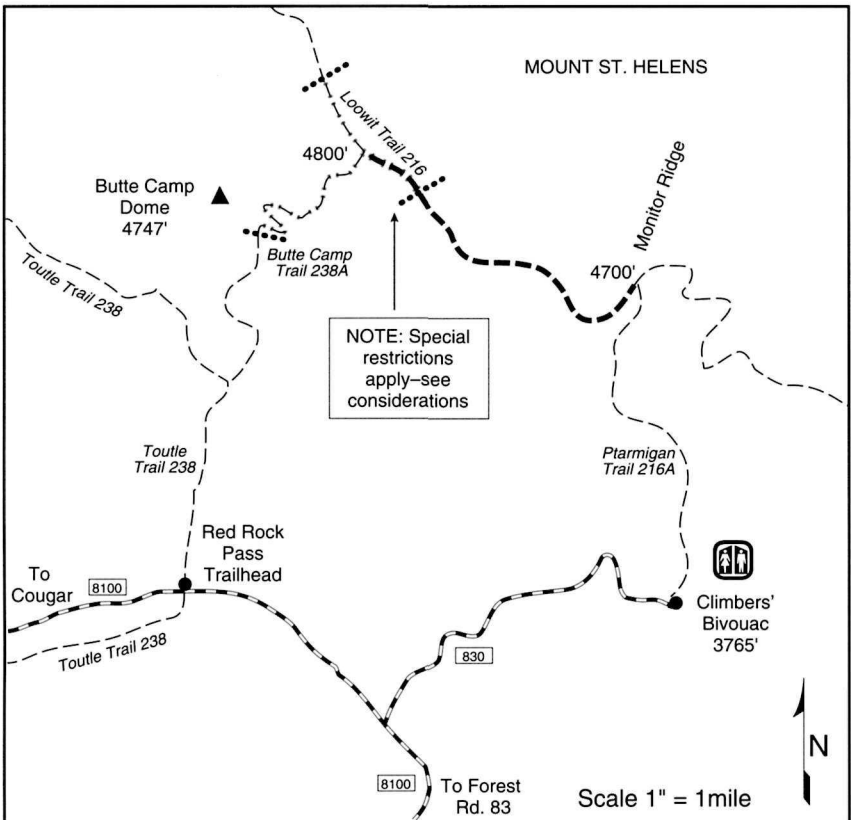 MOUNT ST. HELENS
Loowit Trail 216
4800'
Butte Camp
Dome
4747'
Monitor Ridge
Butte Camp
Trail 238A
4700'
Toutle Trail 238
NOTE: Special
restrictions
apply–see
considerations
Toutle
Trail 238
Ptarmigan
Trail 216A
Red Rock
Pass
Trailhead
To
Cougar
8100
Climbers'
Bivouac
3765'
Toutle Trail 238
830
N
8100
To Forest
Rd. 83
Scale 1" = 1mile